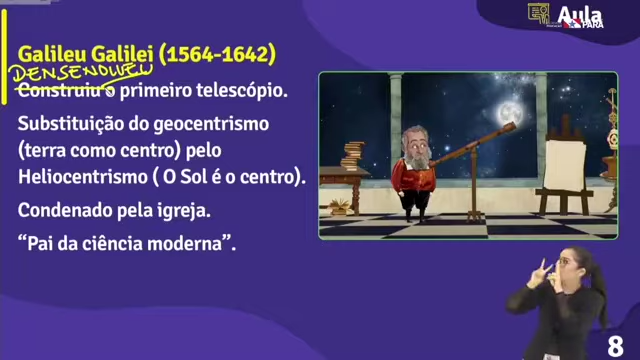 Aula
PARÁ
Galileu Galilei (1564-1642)
DENSENOLVEU
Construiu o primeiro telescópio.
Substituição do geocentrismo
(terra como centro) pelo
Heliocentrismo ( O Sol é o centro).
Condenado pela igreja.
“Pai da ciência moderna”.
8